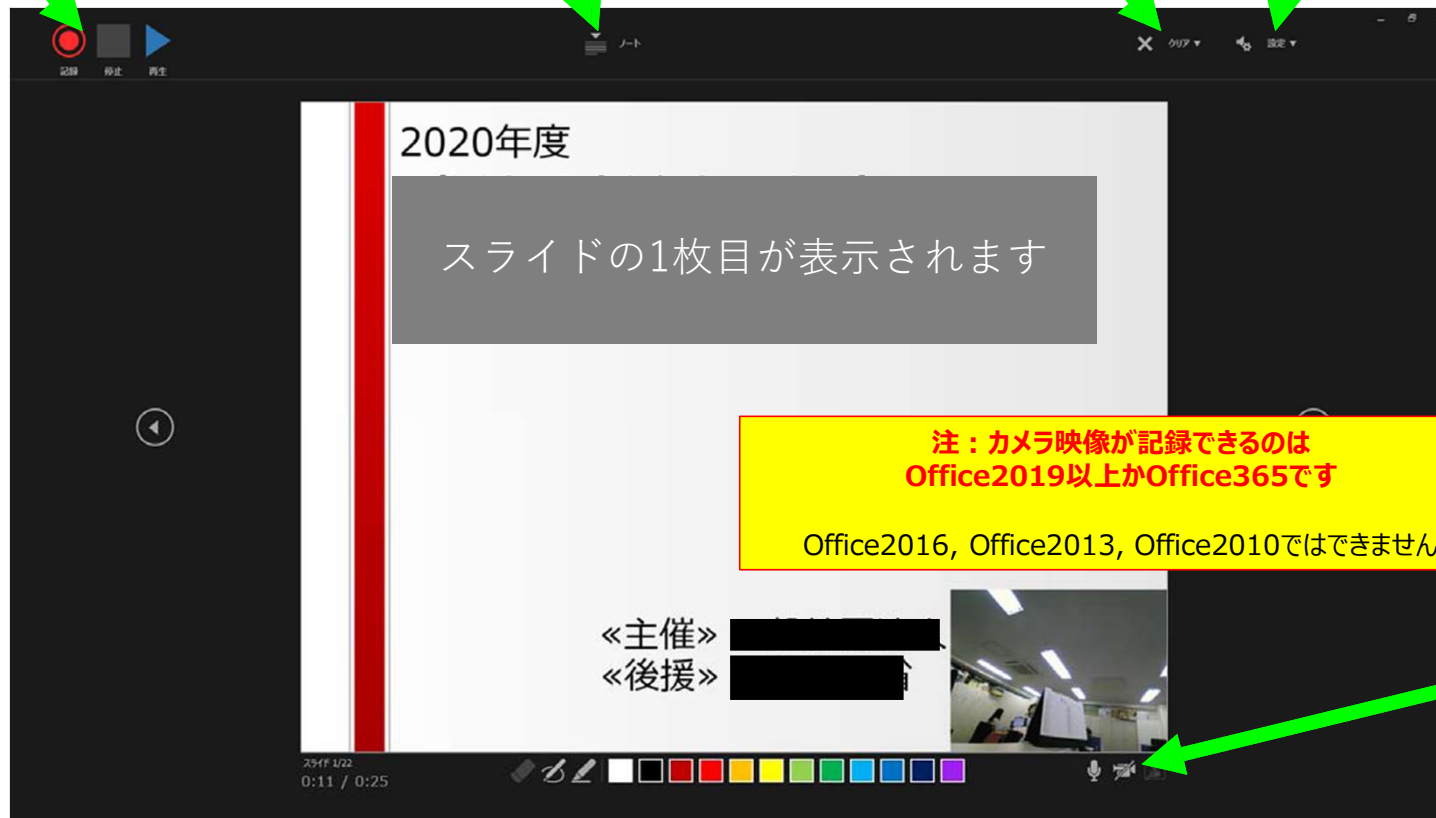 記録 停止 再生
ノート
クリア▼ 設定▼
2020年度
スライドの1枚目が表示されます
注：カメラ映像が記録できるのは
Office2019以上かOffice365です
Office2016, Office2013, Office2010ではできません
≪主催≫
≪後援≫
スライド 1/22
0:11 / 0:25